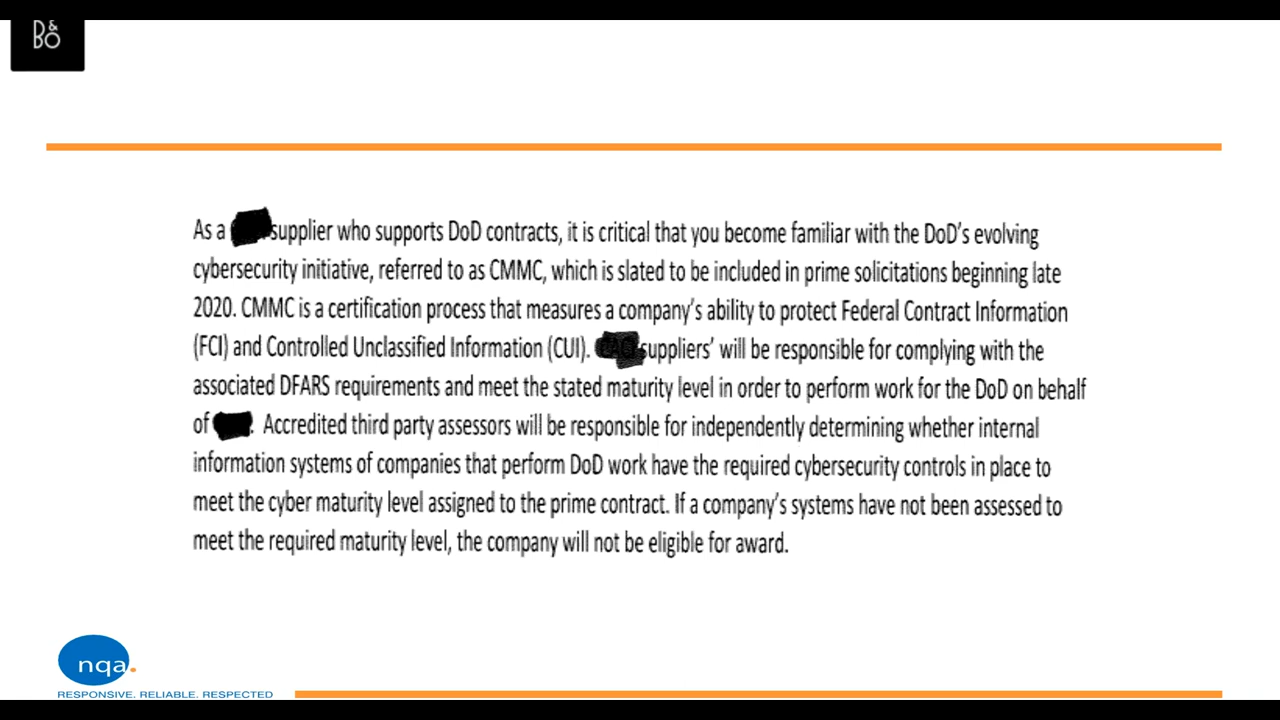 B&O
As a supplier who supports DoD contracts, it is critical that you become familiar with the DoD's evolving
cybersecurity initiative, referred to as CMMC, which is slated to be included in prime solicitations beginning late
2020. CMMC is a certification process that measures a company's ability to protect Federal Contract Information
(FCI) and Controlled Unclassified Information (CUI). suppliers' will be responsible for complying with the
associated DFARS requirements and meet the stated maturity level in order to perform work for the DoD on behalf
of . Accredited third party assessors will be responsible for independently determining whether internal
information systems of companies that perform DoD work have the required cybersecurity controls in place to
meet the cyber maturity level assigned to the prime contract. If a company's systems have not been assessed to
meet the required maturity level, the company will not be eligible for award.
nqa.
RESPONSIVE. RELIABLE. RESPECTED